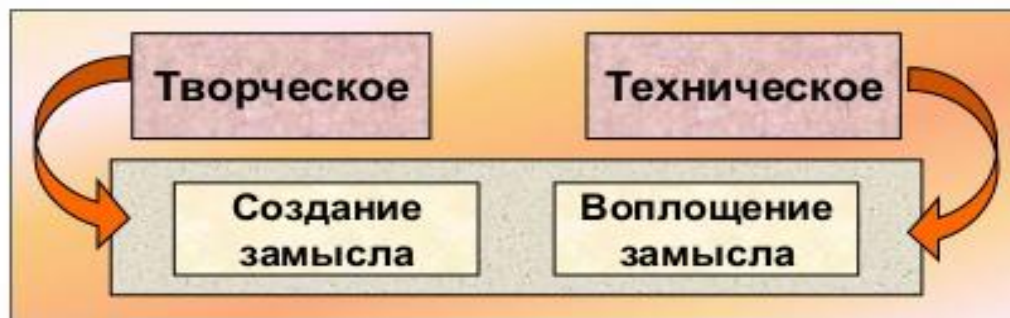 Творческое
Техническое
Создание
замысла
Воплощение
замысла